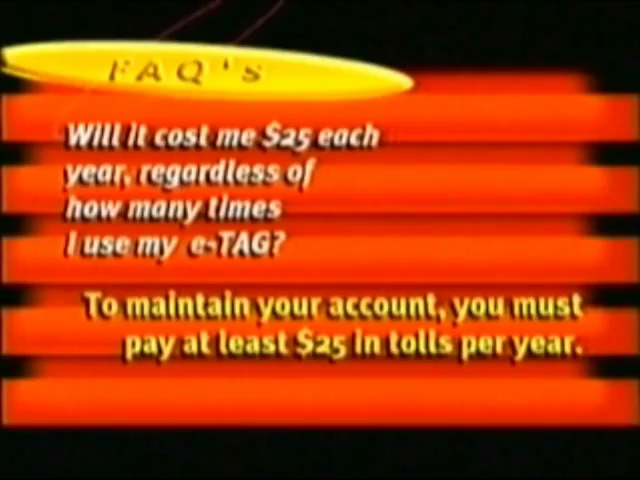 FAQ'S
Will it cost me $25 each
year, regardless of
how many times
I use my e-TAG?
To maintain your account, you must
pay at least $25 in tolls per year.